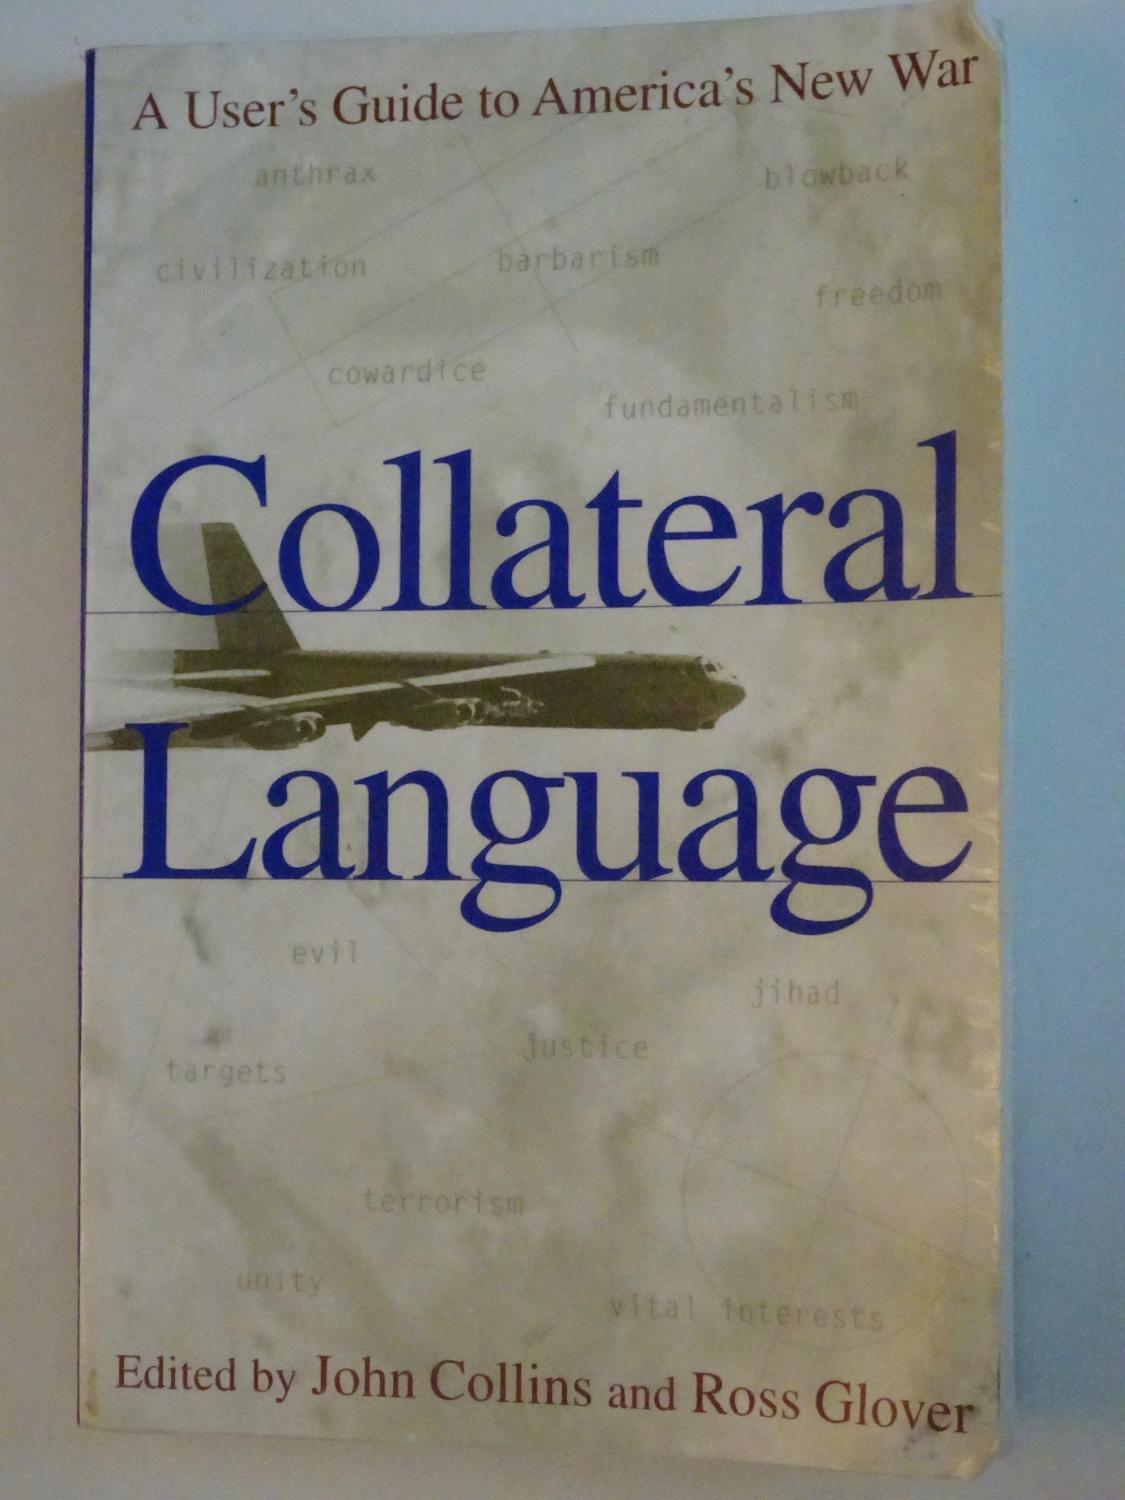 A User's Guide to America's New War
anthrax
blowback
civilization
barbarism
freedom
cowardice
fundamentalism
Collateral
Language
evil
jihad
justice
targets
terrorism
unity
vital interests
Edited by John Collins and Ross Glover